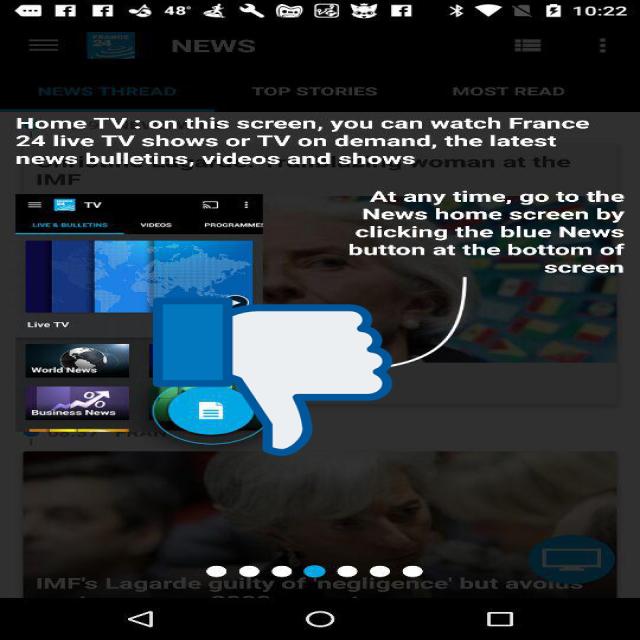 48°
10:22
FRANCE
24
NEWS
NEWS THREAD
TOP STORIES
MOST READ
Home TV : on this screen, you can watch France
24 live TV shows or TV on demand, the latest
news bulletins, videos and shows
woman at the
IMF
TV
LIVE & BULLETINS
VIDEOS
PROGRAMMES
At any time, go to the
News home screen by
clicking the blue News
button at the bottom of
screen
Live TV
World News
Business News
IMF's Lagarde guilty of 'negligence' but avoids